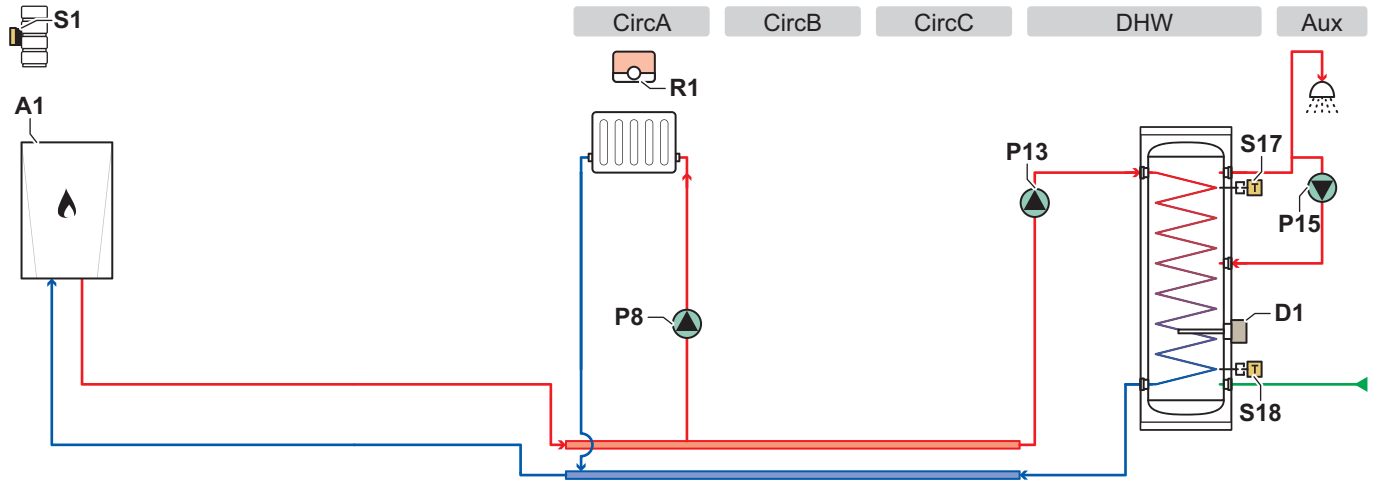 S1
CircA
CircB
CircC
DHW
Aux
R1
A1
P13
S17
P15
P8
D1
S18
T
T